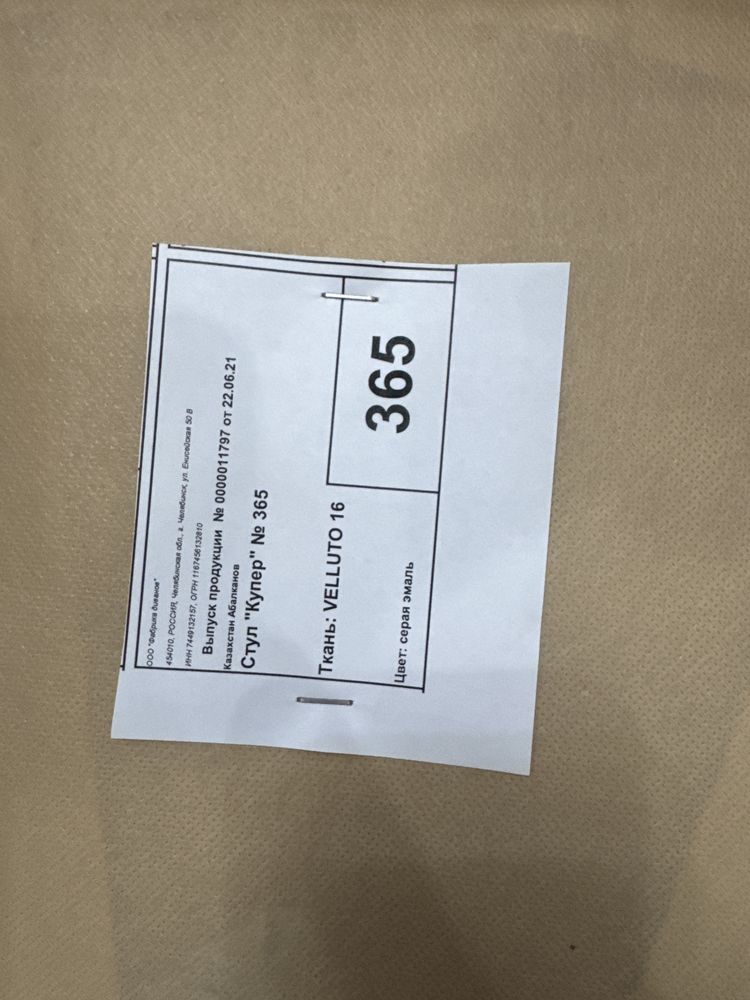 ООО "Фабрика диванов"
454010, РОССИЯ, Челябинская обл., г. Челябинск, ул. Енисейская 50 В
ИНН 7449132157, ОГРН 1167456132810
Выпуск продукции № 0000011797 от 22.06.21
Казахстан Абалканов
Стул "Купер" № 365
Ткань: VELLUTO 16
365
Цвет: серая эмаль